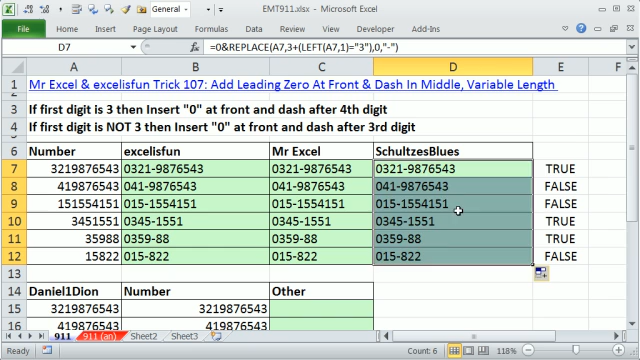 EMT911.xlsx - Microsoft Excel
General
File Home Insert Page Layout Formulas Data Review View Developer Add-Ins
D7 fx =0&REPLACE(A7,3+(LEFT(A7,1)="3"),0,"-")
A B C D E F
1 Mr Excel & excelisfun Trick 107: Add Leading Zero At Front & Dash In Middle, Variable Length
2
3 If first digit is 3 then Insert "0" at front and dash after 4th digit
4 If first digit is NOT 3 then Insert "0" at front and dash after 3rd digit
5
6 Number excelisfun Mr Excel SchultzesBlues
7 3219876543 0321-9876543 0321-9876543 0321-9876543 TRUE
8 419876543 041-9876543 041-9876543 041-9876543 FALSE
9 151554151 015-1554151 015-1554151 015-1554151 FALSE
10 3451551 0345-1551 0345-1551 0345-1551 TRUE
11 35988 0359-88 0359-88 0359-88 TRUE
12 15822 015-822 015-822 015-822 FALSE
13
14 Daniel1Dion Number Other
15 3219876543 3219876543
16 419876543 419876543
911 911 (an) Sheet2 Sheet3
Ready Count: 6 118%